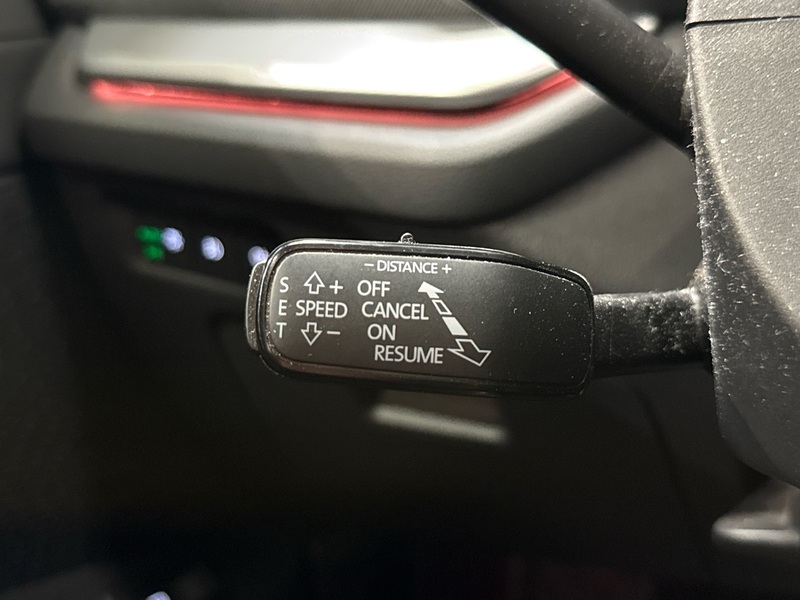 − DISTANCE +
S + OFF
E SPEED CANCEL
T − ON
RESUME